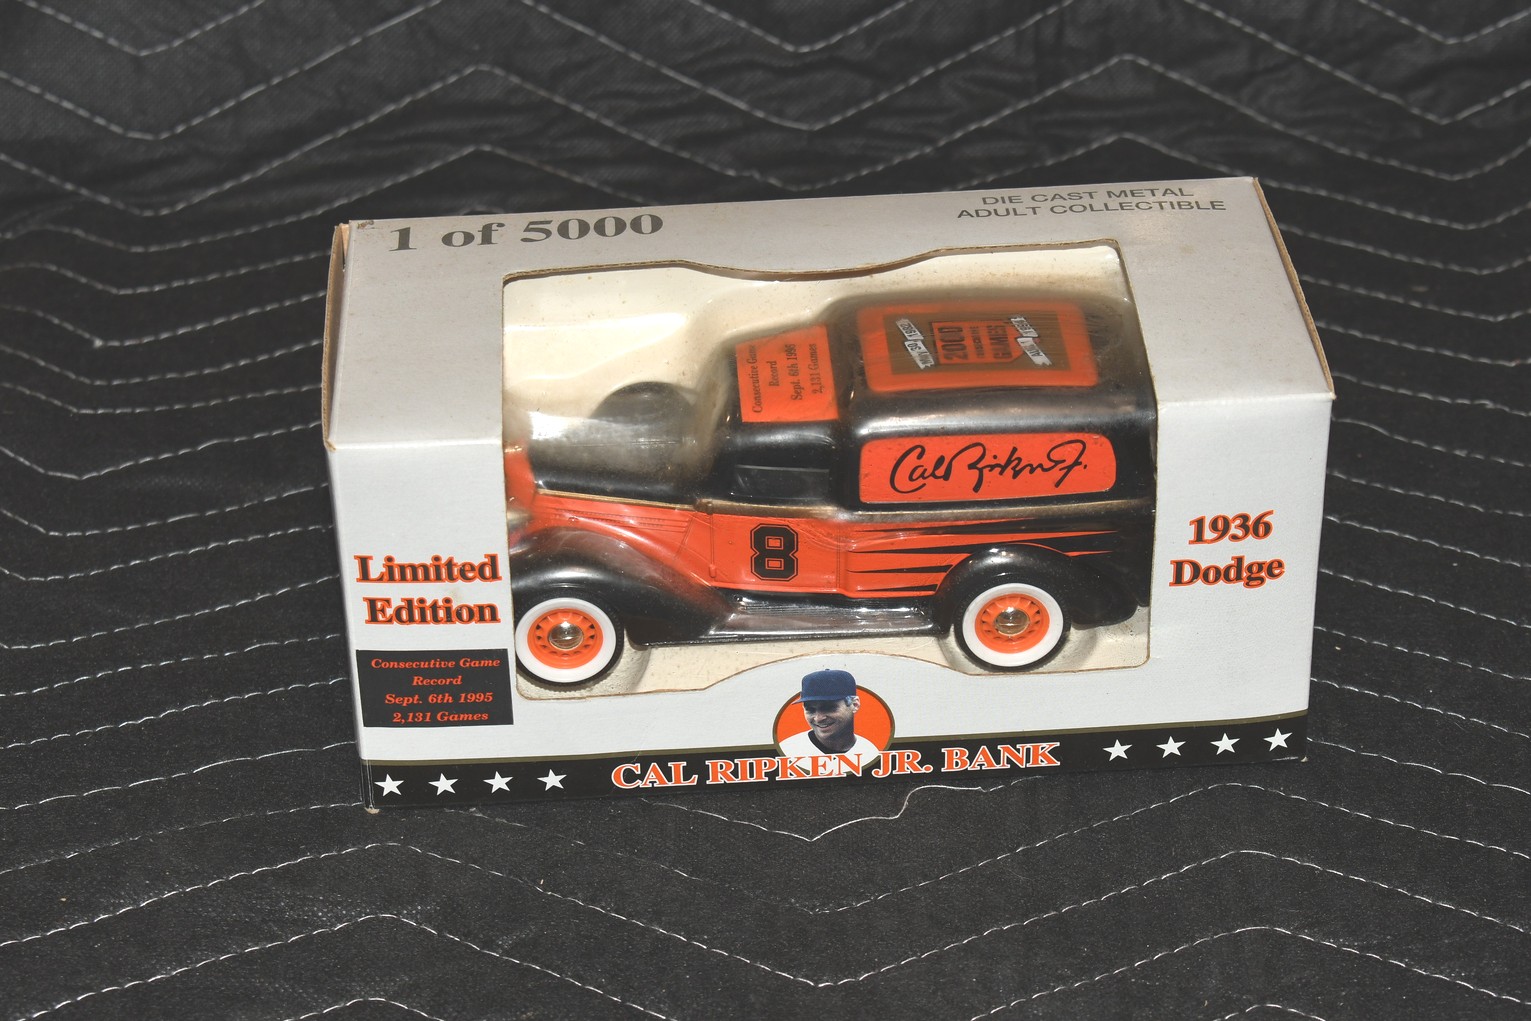 1 of 5000
DIE CAST METAL
ADULT COLLECTIBLE
Consecutive Game
Record
Sept. 6th 1995
2,131 Games
2000
GAMES
Cal Ripken Jr.
8
1936
Dodge
Limited
Edition
Consecutive Game
Record
Sept. 6th 1995
2,131 Games
CAL RIPKEN JR. BANK